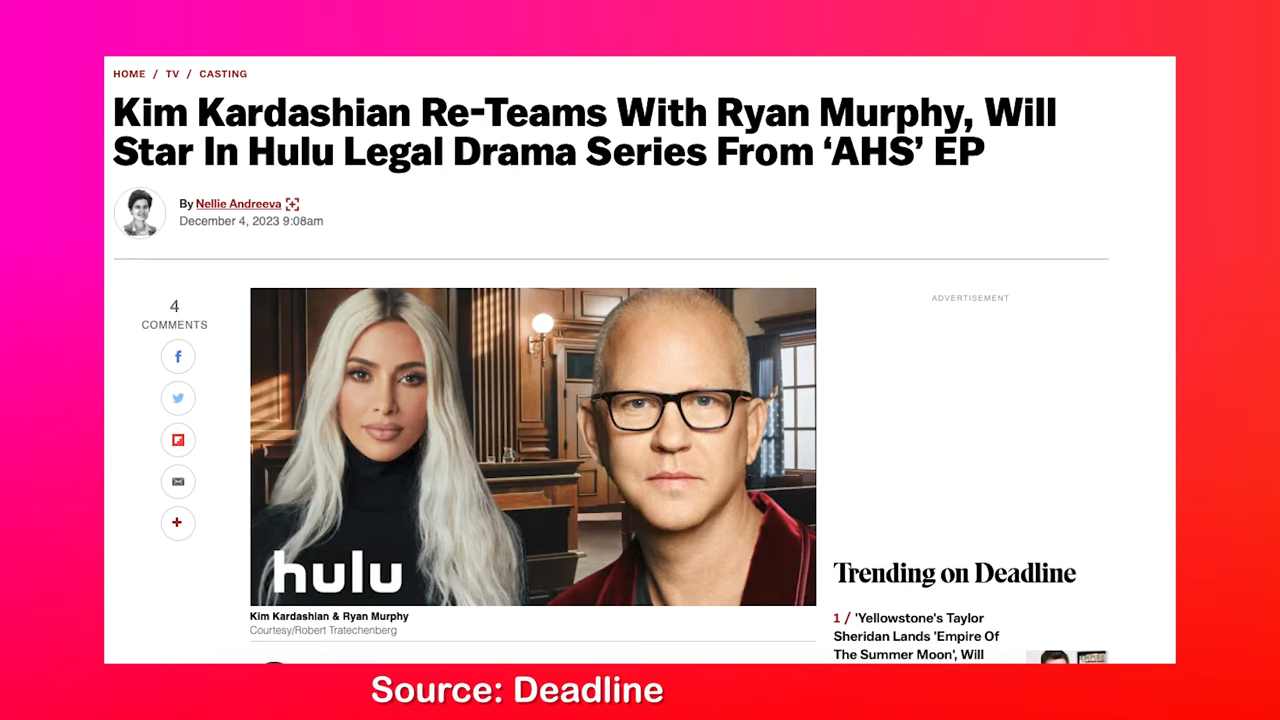 HOME / TV / CASTING
Kim Kardashian Re-Teams With Ryan Murphy, Will
Star In Hulu Legal Drama Series From ‘AHS’ EP
By Nellie Andreeva
December 4, 2023 9:08am
4
COMMENTS
ADVERTISEMENT
hulu
Kim Kardashian & Ryan Murphy
Courtesy/Robert Tratechenberg
Trending on Deadline
1 / 'Yellowstone's Taylor
Sheridan Lands 'Empire Of
The Summer Moon', Will
Source: Deadline